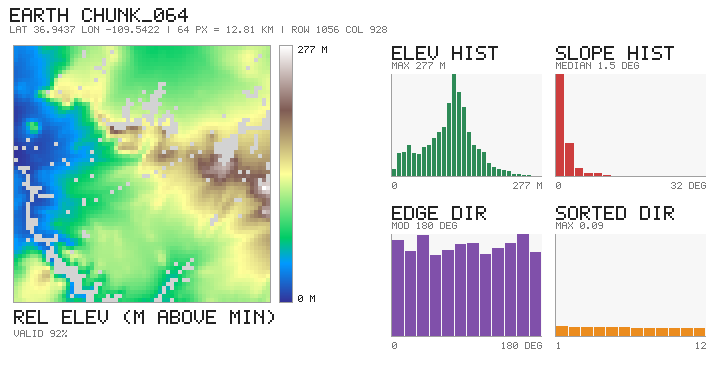 EARTH CHUNK_064
LAT 36.9437 LON -109.5422 | 64 PX = 12.81 KM | ROW 1056 COL 928
277 M
0 M
REL ELEV (M ABOVE MIN)
VALID 92%
ELEV HIST
MAX 277 M
0 277 M
SLOPE HIST
MEDIAN 1.5 DEG
0 32 DEG
EDGE DIR
MOD 180 DEG
0 180 DEG
SORTED DIR
MAX 0.09
1 12